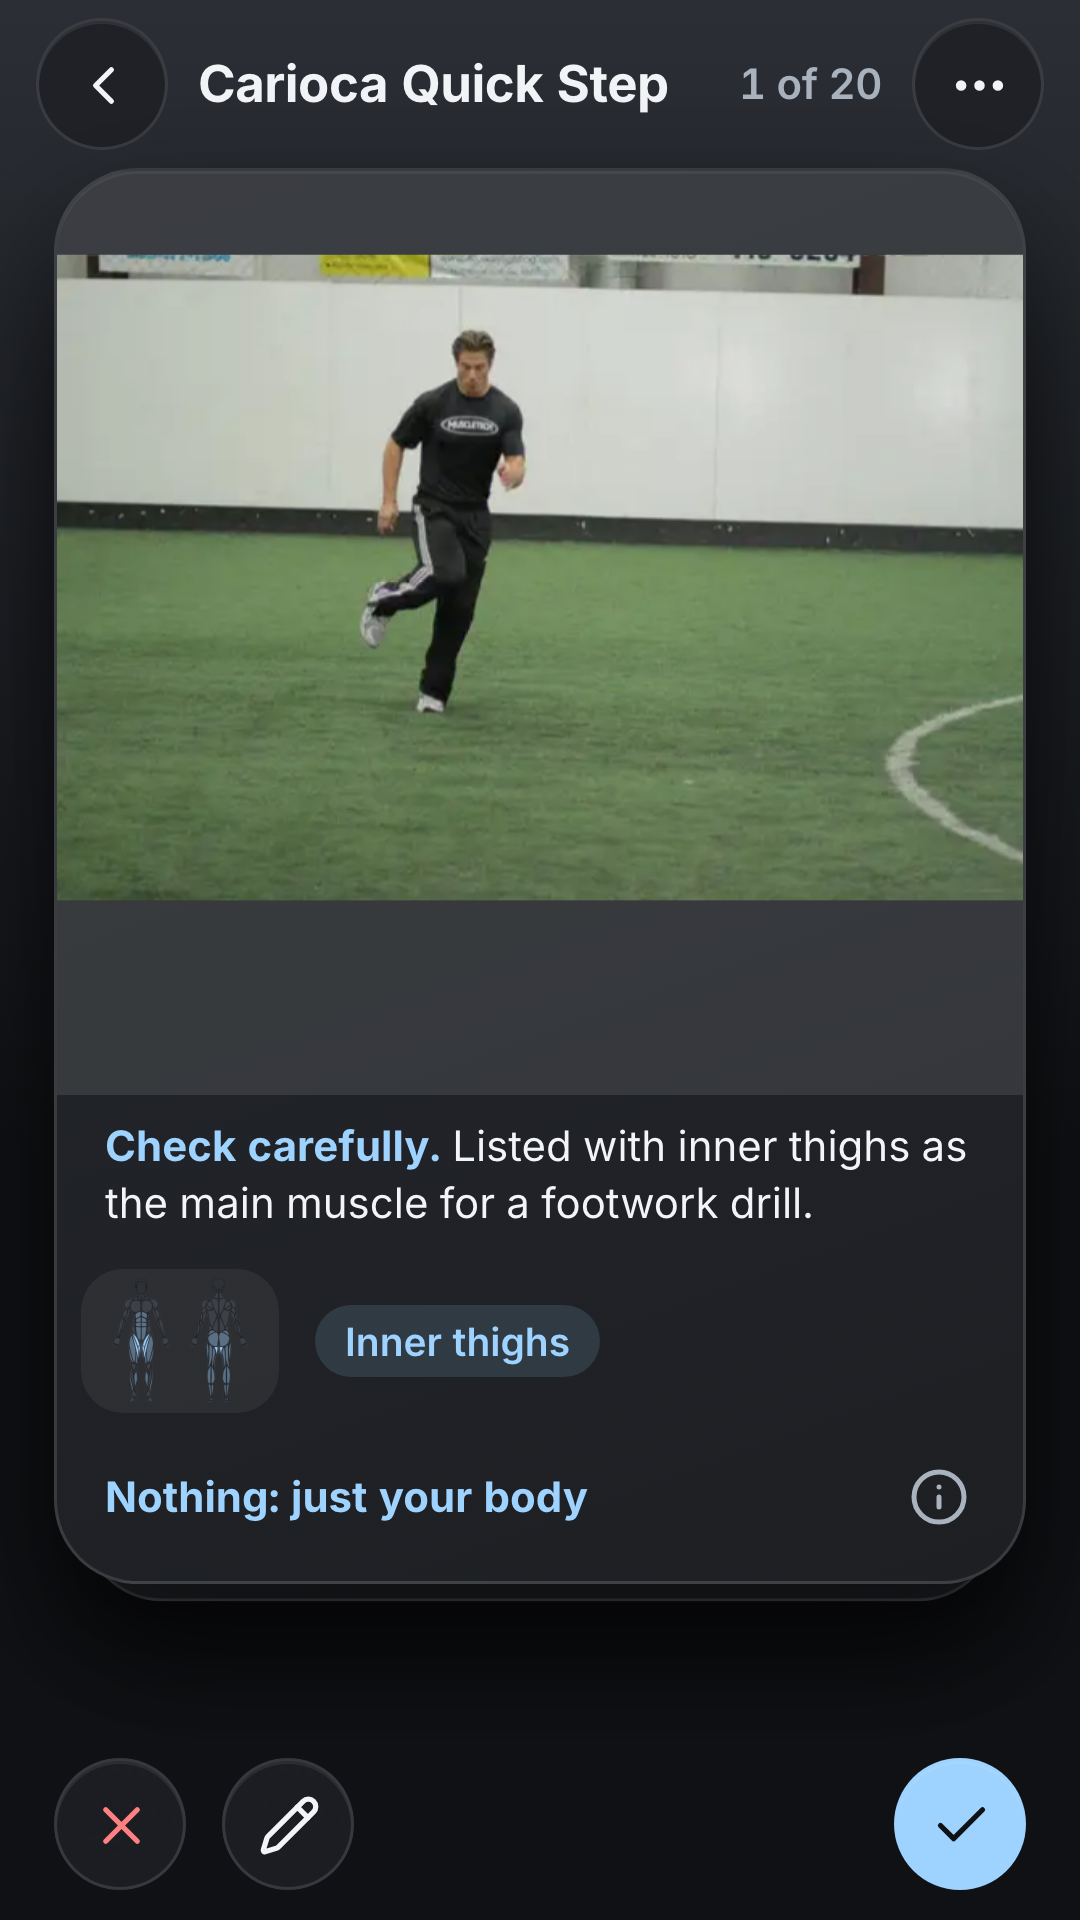 Carioca Quick Step
1 of 20
MUSCLETECH
Check carefully. Listed with inner thighs as
the main muscle for a footwork drill.
Inner thighs
Nothing: just your body